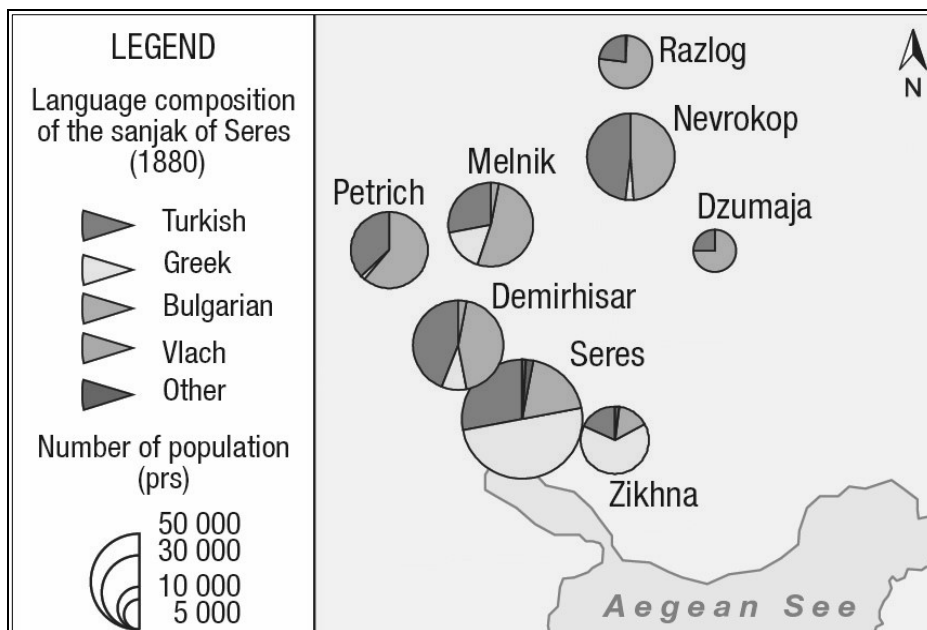 LEGEND
Language composition
of the sanjak of Seres
(1880)
Turkish
Greek
Bulgarian
Vlach
Other
Number of population
(prs)
50 000
30 000
10 000
5 000
Razlog
N
Nevrokop
Melnik
Petrich
Dzumaja
Demirhisar
Seres
Zikhna
Aegean See